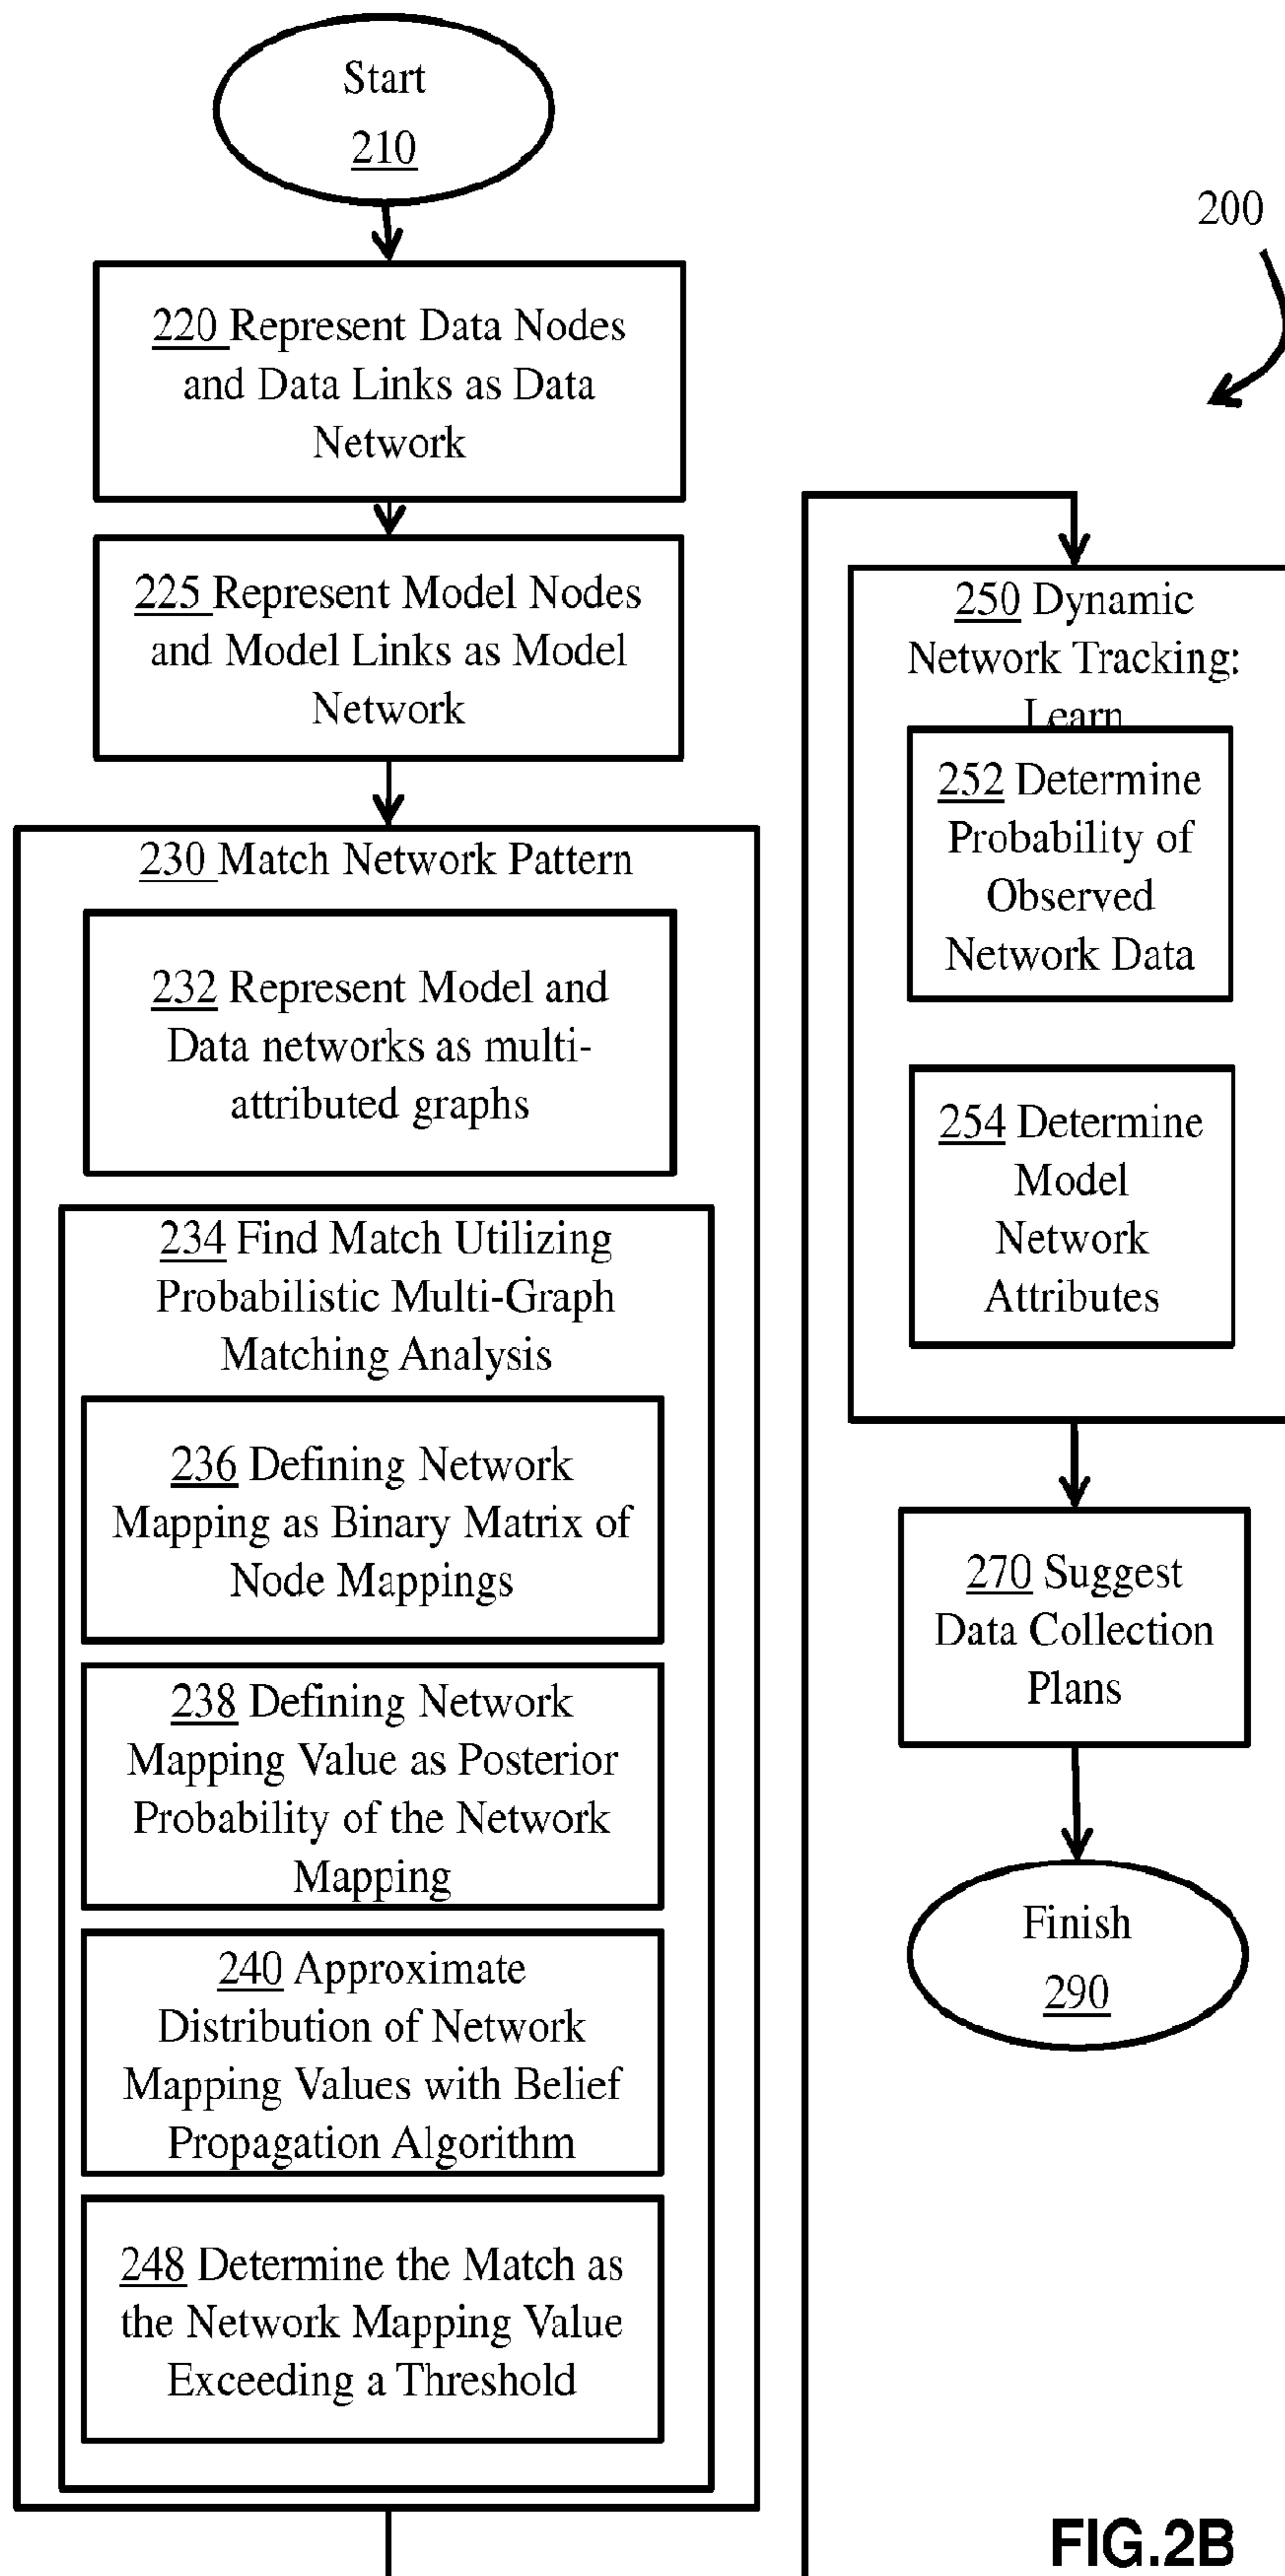 Start
210
200
220 Represent Data Nodes
and Data Links as Data
Network
225 Represent Model Nodes
and Model Links as Model
Network
230 Match Network Pattern
232 Represent Model and
Data networks as multi-
attributed graphs
234 Find Match Utilizing
Probabilistic Multi-Graph
Matching Analysis
236 Defining Network
Mapping as Binary Matrix of
Node Mappings
238 Defining Network
Mapping Value as Posterior
Probability of the Network
Mapping
240 Approximate
Distribution of Network
Mapping Values with Belief
Propagation Algorithm
248 Determine the Match as
the Network Mapping Value
Exceeding a Threshold
250 Dynamic
Network Tracking:
Learn
252 Determine
Probability of
Observed
Network Data
254 Determine
Model
Network
Attributes
270 Suggest
Data Collection
Plans
Finish
290
FIG.2B